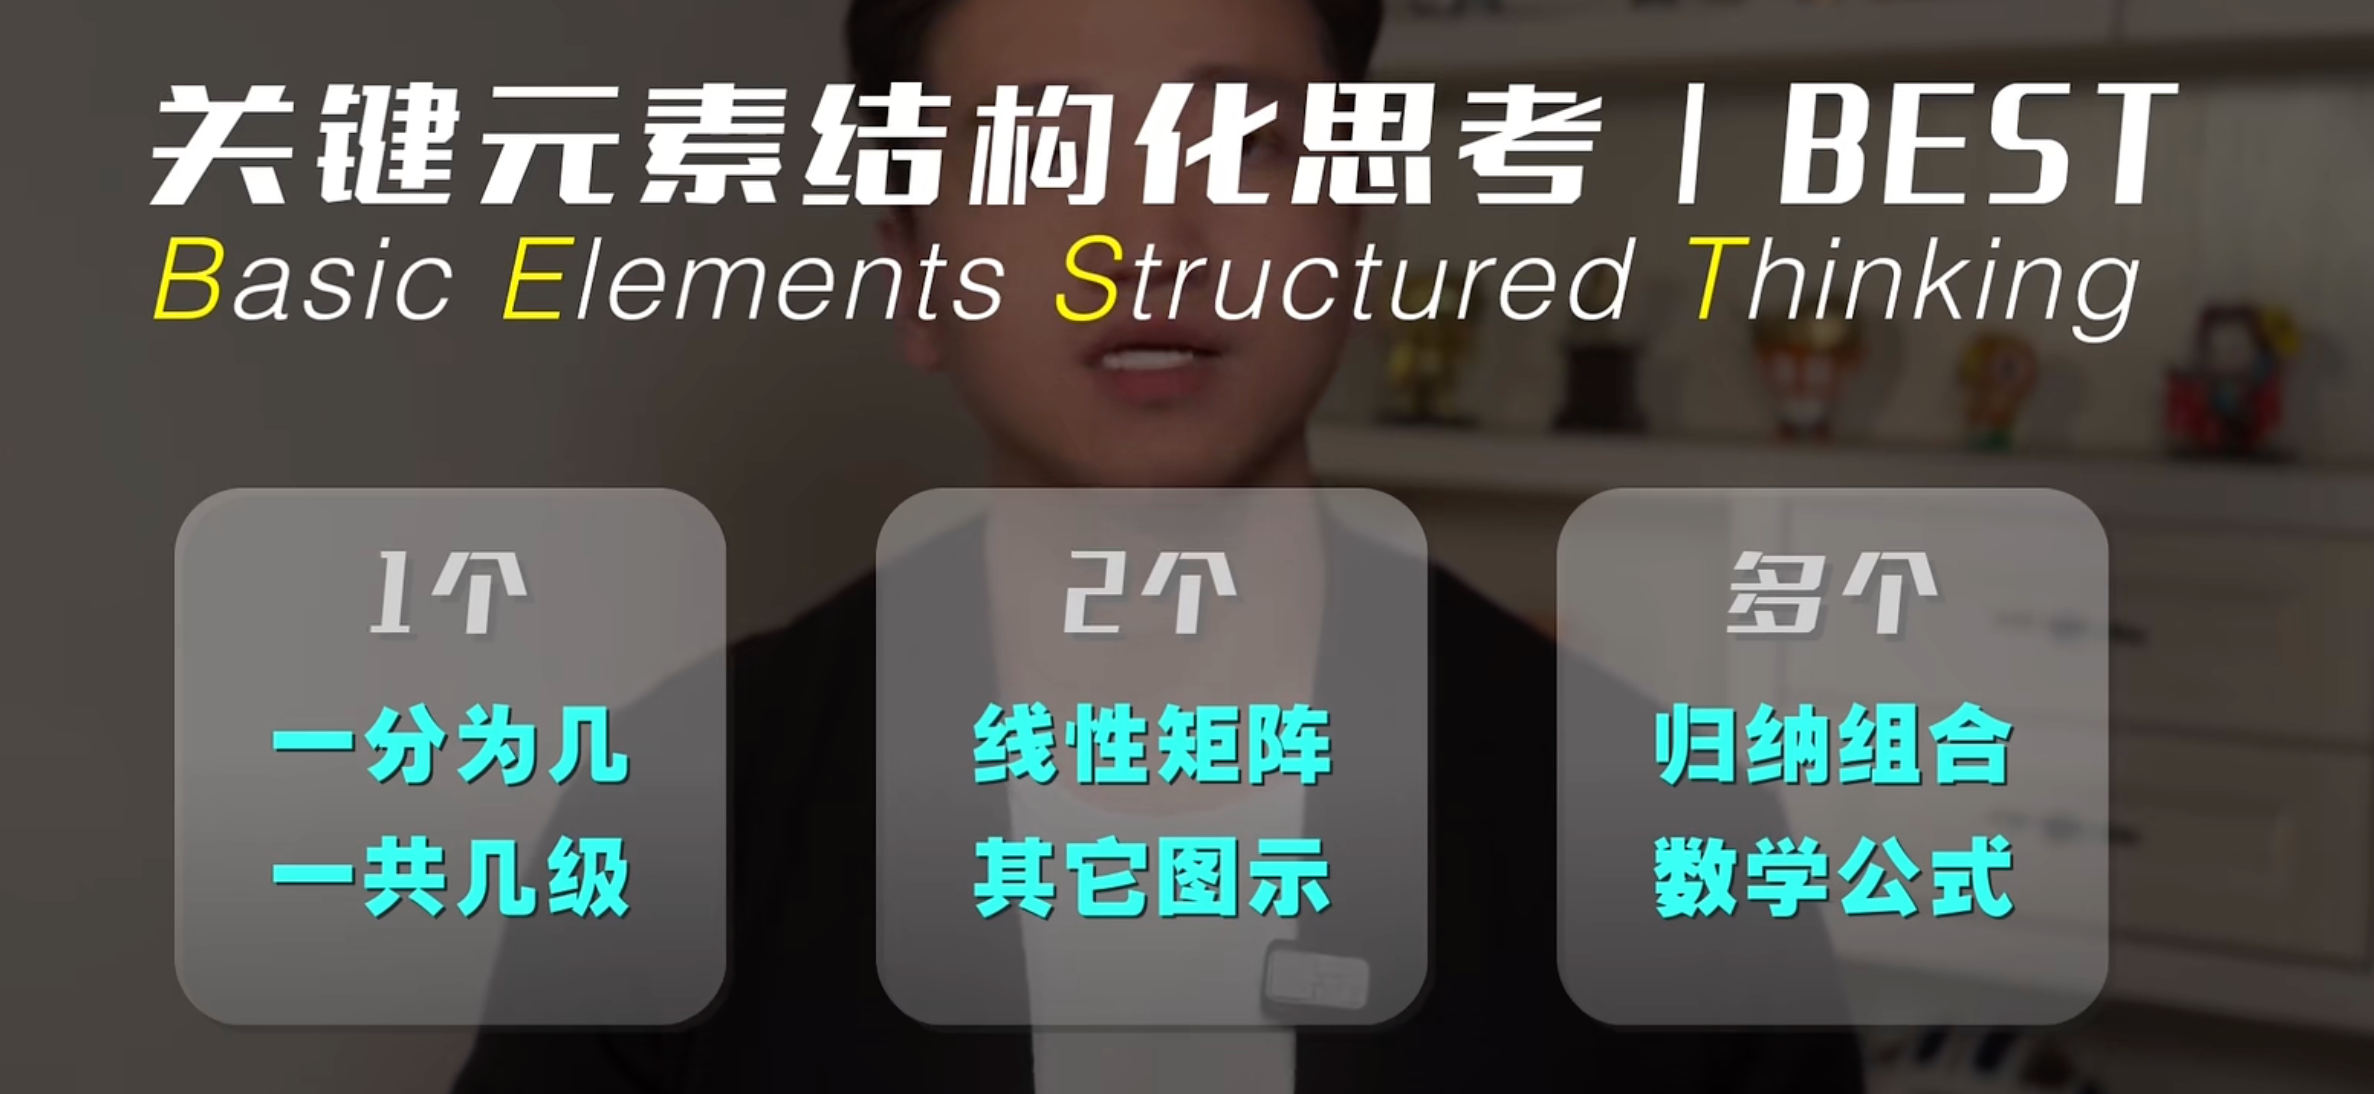 关键元素结构化思考 | BEST
Basic Elements Structured Thinking
1个
一分为几
一共几级
2个
线性矩阵
其它图示
多个
归纳组合
数学公式